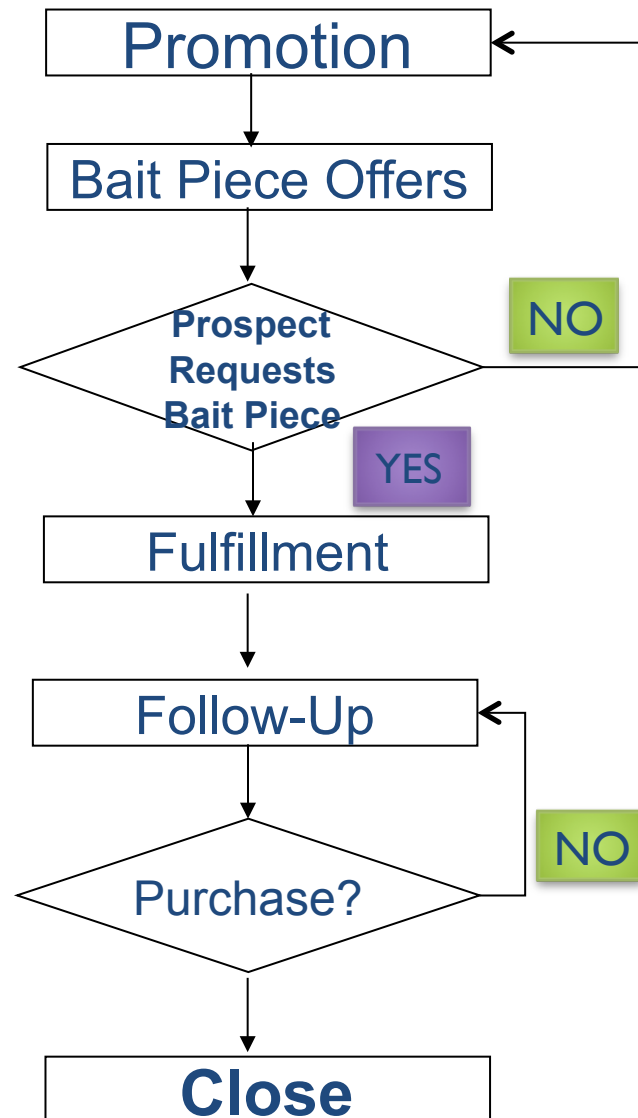 Promotion
Bait Piece Offers
Prospect
Requests
Bait Piece
NO
YES
Fulfillment
Follow-Up
Purchase?
NO
Close